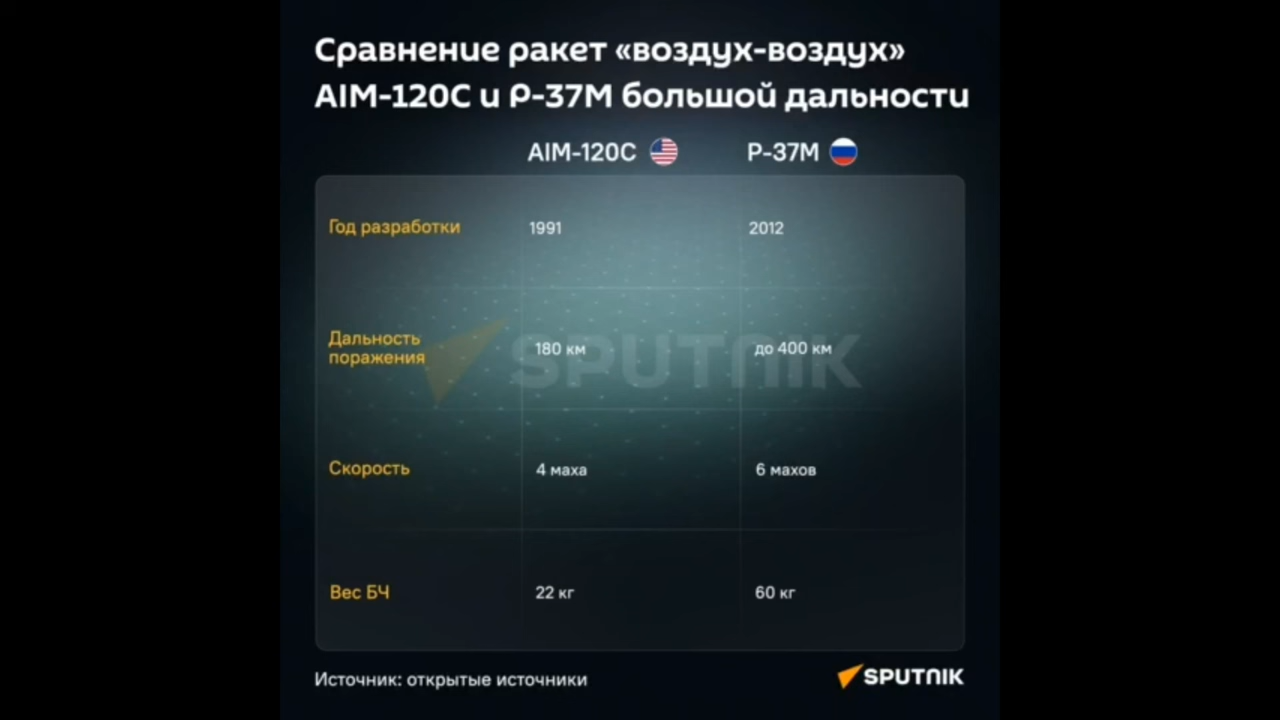 Сравнение ракет «воздух-воздух»
AIM-120C и Р-37М большой дальности
AIM-120C Р-37М
Год разработки 1991 2012
Дальность
поражения 180 км до 400 км
SPUTNIK
Скорость 4 маха 6 махов
Вес БЧ 22 кг 60 кг
Источник: открытые источники SPUTNIK